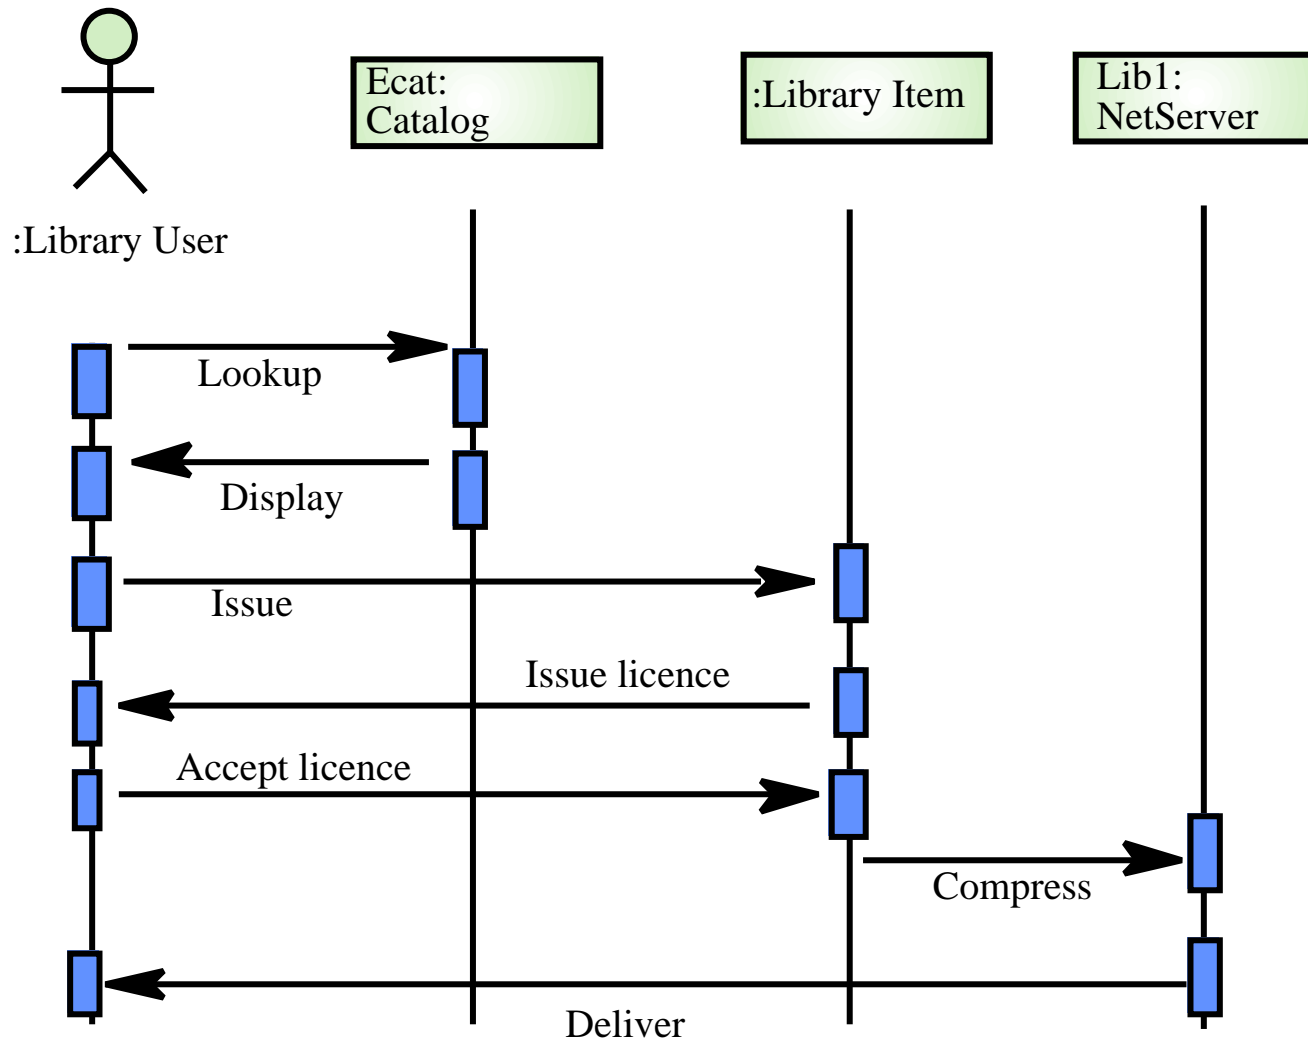 Ecat:
Catalog
:Library Item
Lib1:
NetServer
:Library User
Lookup
Display
Issue
Issue licence
Accept licence
Compress
Deliver